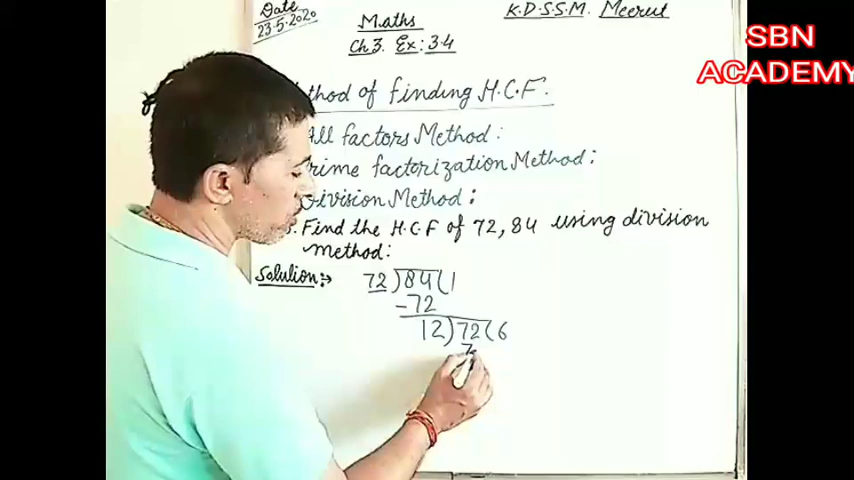 Date
23-5-2020
Maths
K.D.S.S.M. Meerut
Ch 3. Ex: 3.4
SBN
ACADEMY
thod of finding H.C.F.
All factors Method:
rime factorization Method:
Division Method:
. Find the H.C.F of 72, 84 using division
method:
Solution:→ 72)84(1
-72
12)72(6
7